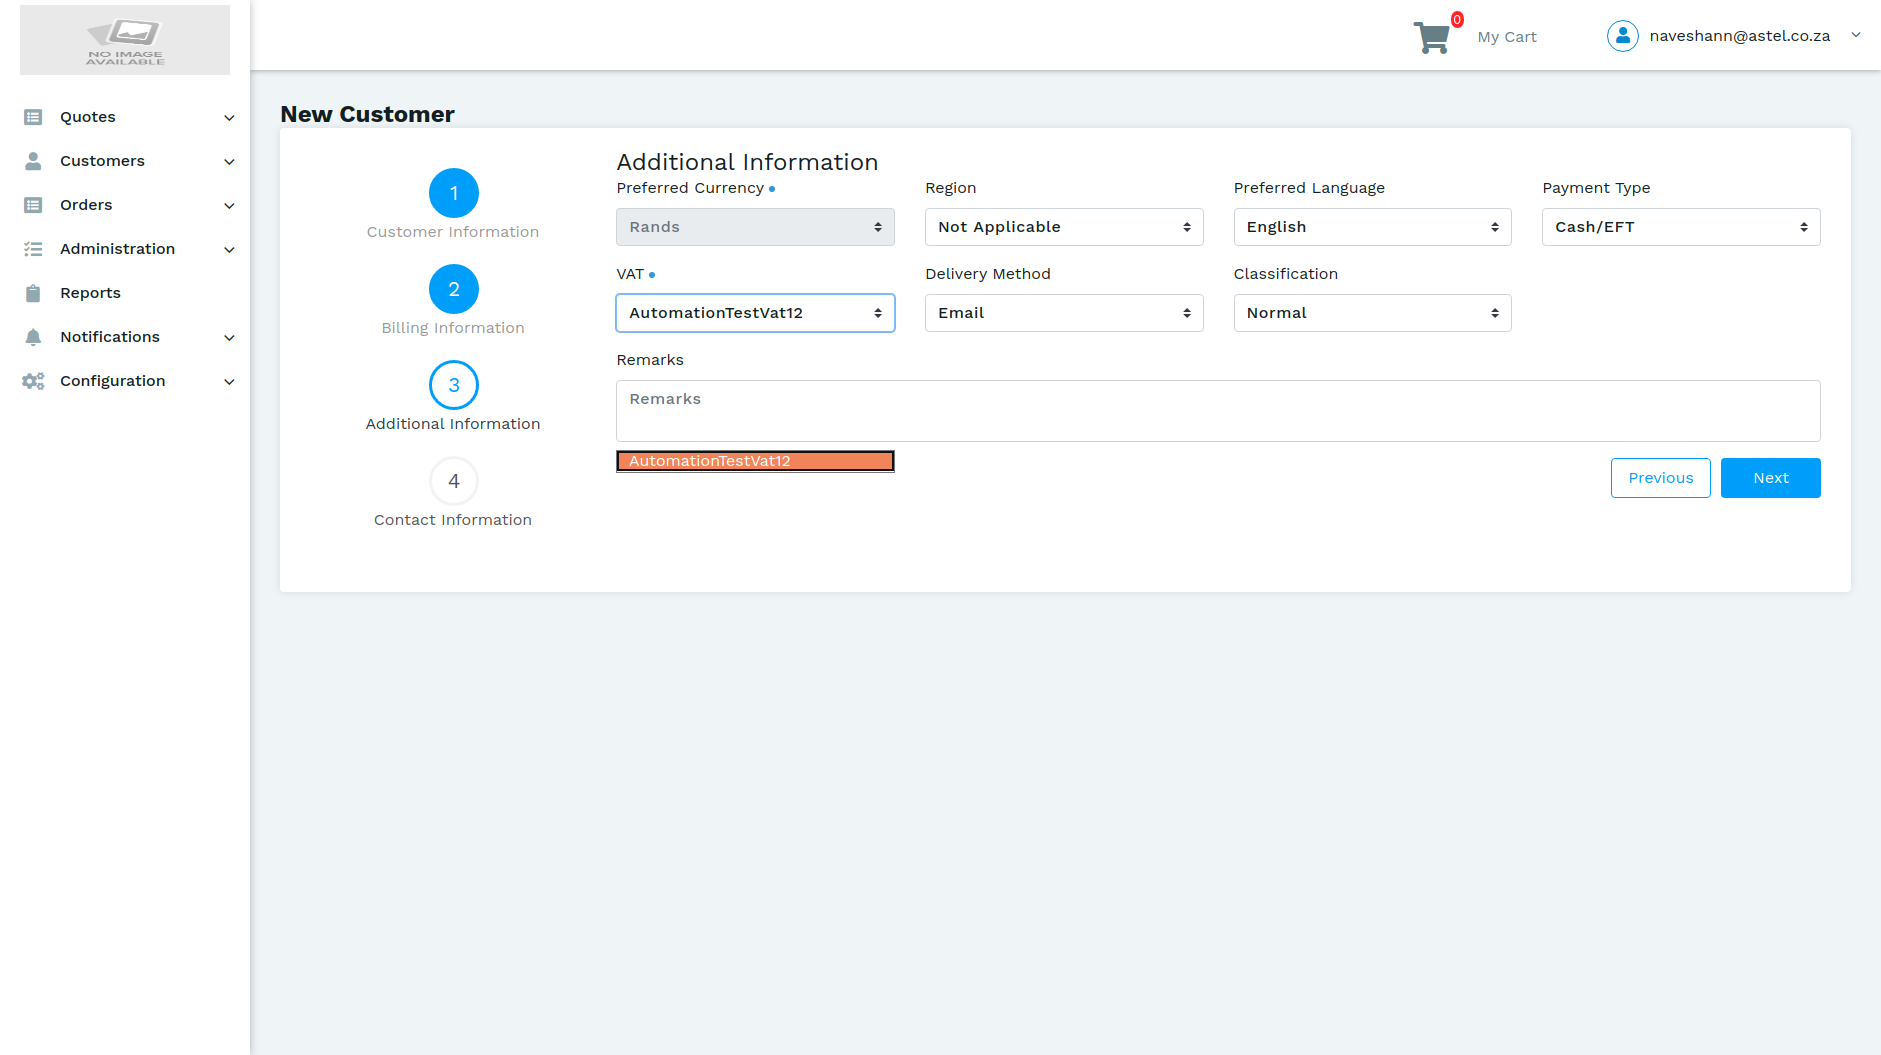 NO IMAGE
AVAILABLE
0
My Cart
naveshann@astel.co.za
Quotes
Customers
Orders
Administration
Reports
Notifications
Configuration
New Customer
1
Customer Information
2
Billing Information
3
Additional Information
4
Contact Information
Additional Information
Preferred Currency
Region
Preferred Language
Payment Type
Rands
Not Applicable
English
Cash/EFT
VAT
Delivery Method
Classification
AutomationTestVat12
Email
Normal
Remarks
Remarks
AutomationTestVat12
Previous
Next